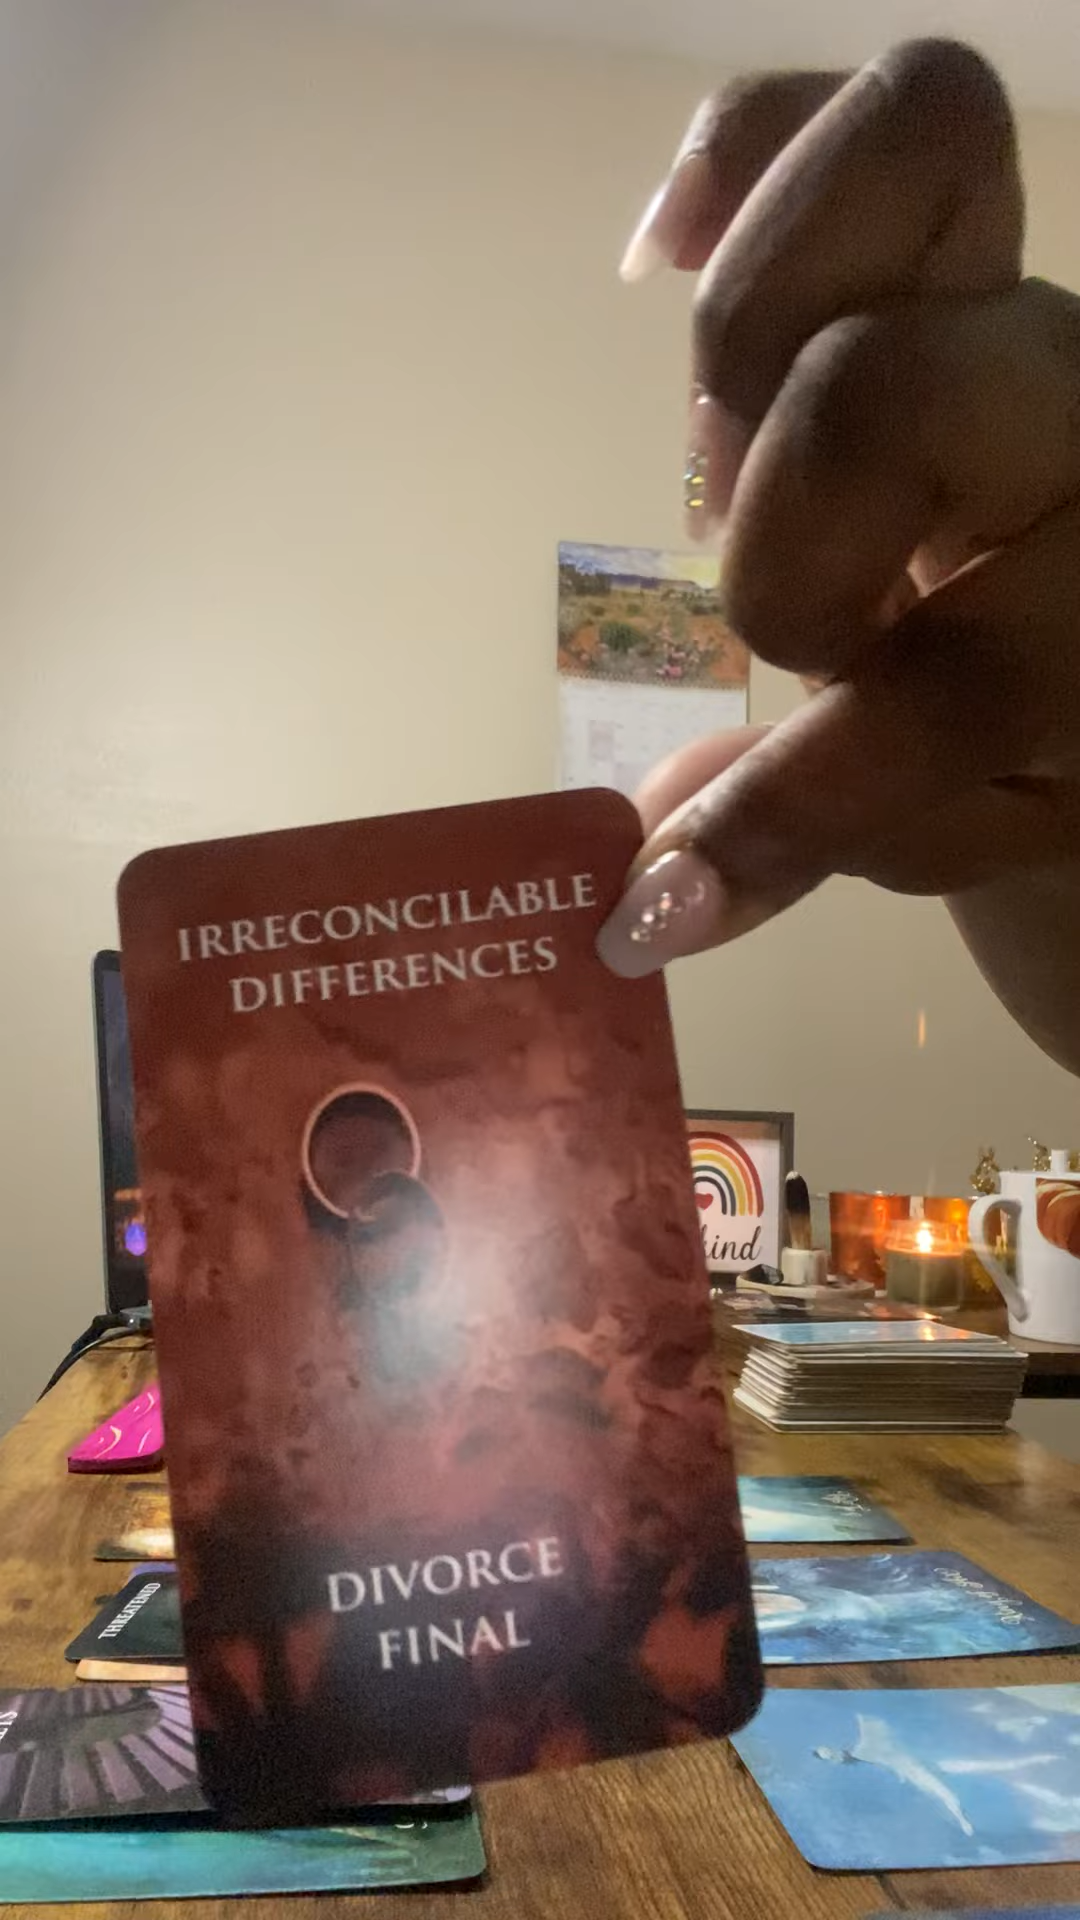 IRRECONCILABLE
DIFFERENCES
DIVORCE
FINAL
kind
THREATENED